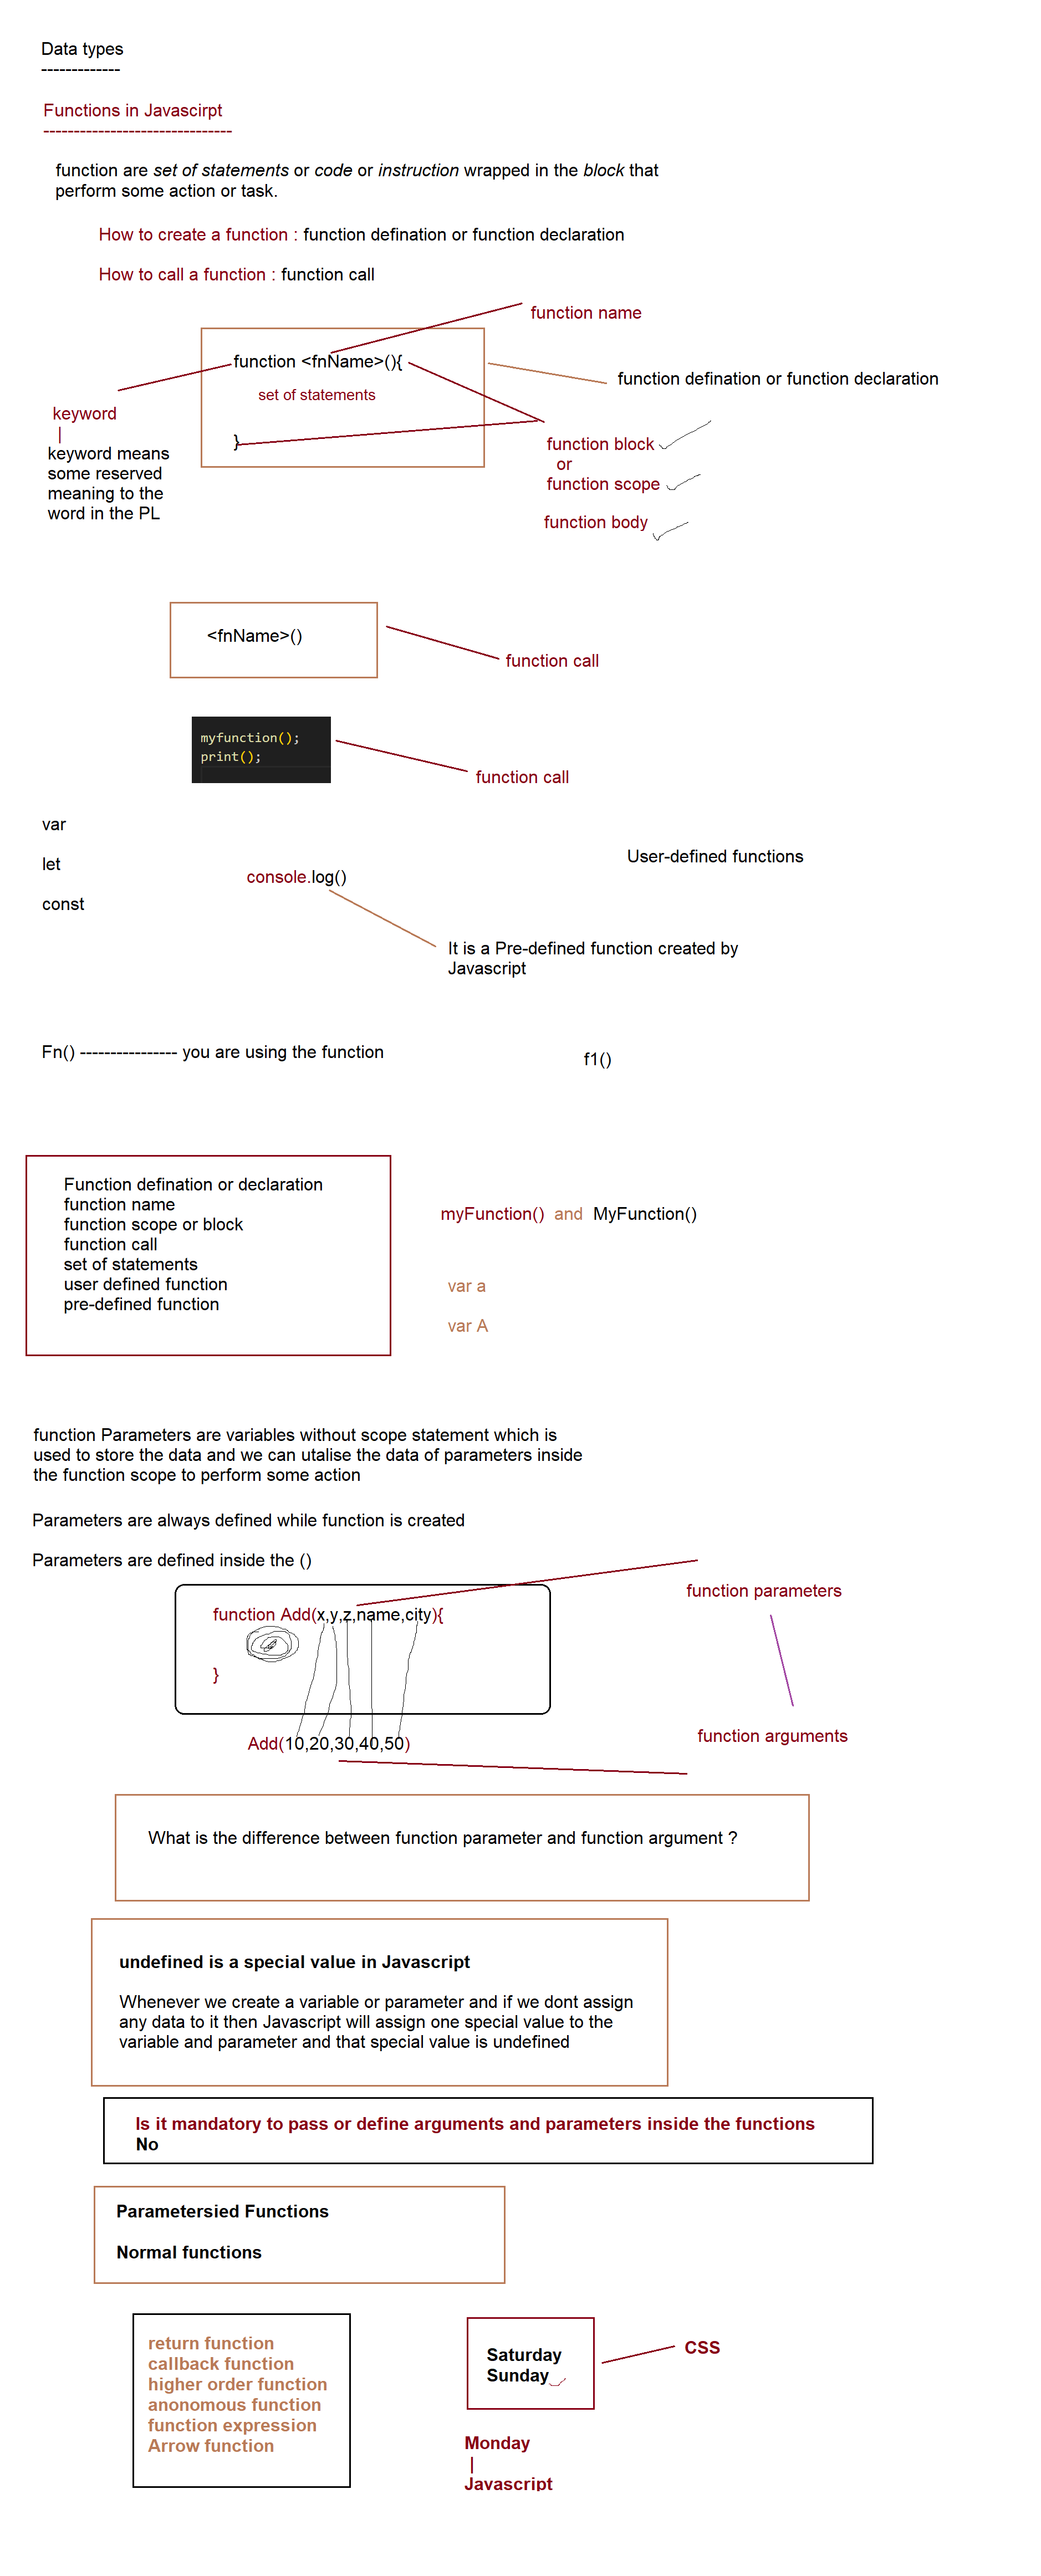 Data types
-------------
Functions in Javascirpt
-------------------------------
function are set of statements or code or instruction wrapped in the block that
perform some action or task.
How to create a function : function defination or function declaration
How to call a function : function call
function name
function <fnName>(){
function defination or function declaration
set of statements
keyword
|
}
function block
keyword means
some reserved
meaning to the
word in the PL
or
function scope
function body
<fnName>()
function call
myfunction();
print();
function call
var
User-defined functions
let
console.log()
const
It is a Pre-defined function created by
Javascript
Fn() ---------------- you are using the function
f1()
Function defination or declaration
function name
function scope or block
function call
set of statements
user defined function
pre-defined function
myFunction() and MyFunction()
var a
var A
function Parameters are variables without scope statement which is
used to store the data and we can utalise the data of parameters inside
the function scope to perform some action
Parameters are always defined while function is created
Parameters are defined inside the ()
function parameters
function Add(x,y,z,name,city){
}
function arguments
Add(10,20,30,40,50)
What is the difference between function parameter and function argument ?
undefined is a special value in Javascript
Whenever we create a variable or parameter and if we dont assign
any data to it then Javascript will assign one special value to the
variable and parameter and that special value is undefined
Is it mandatory to pass or define arguments and parameters inside the functions
No
Parametersied Functions
Normal functions
return function
callback function
higher order function
anonomous function
function expression
Arrow function
Saturday
Sunday
CSS
Monday
|
Javascript